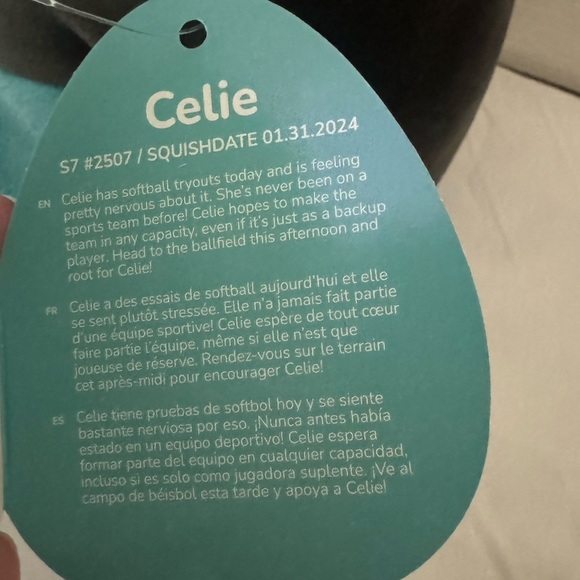 Celie
S7 #2507 / SQUISHDATE 01.31.2024
EN Celie has softball tryouts today and is feeling
pretty nervous about it. She's never been on a
sports team before! Celie hopes to make the
team in any capacity, even if it's just as a backup
player. Head to the ballfield this afternoon and
root for Celie!
FR Celie a des essais de softball aujourd'hui et elle
se sent plutôt stressée. Elle n'a jamais fait partie
d'une équipe sportive! Celie espère de tout cœur
faire partie l'équipe, même si elle n'est que
joueuse de réserve. Rendez-vous sur le terrain
cet après-midi pour encourager Celie!
ES Celie tiene pruebas de softbol hoy y se siente
bastante nerviosa por eso. ¡Nunca antes había
estado en un equipo deportivo! Celie espera
formar parte del equipo en cualquier capacidad,
incluso si es solo como jugadora suplente. ¡Ve al
campo de béisbol esta tarde y apoya a Celie!